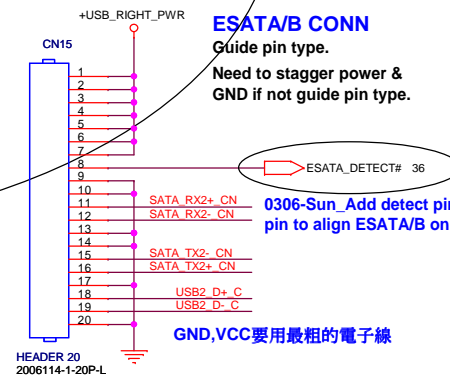 +USB_RIGHT_PWR
ESATA/B CONN
Guide pin type.
Need to stagger power &
GND if not guide pin type.
CN15
1
2
3
4
5
6
7
8
9
10
11
12
13
14
15
16
17
18
19
20
ESATA_DETECT# 36
0306-Sun_Add detect pin
pin to align ESATA/B on
SATA_RX2+_CN
SATA_RX2-_CN
SATA_TX2-_CN
SATA_TX2+_CN
USB2_D+_C
USB2_D-_C
GND,VCC要用最粗的電子線
HEADER 20
2006114-1-20P-L